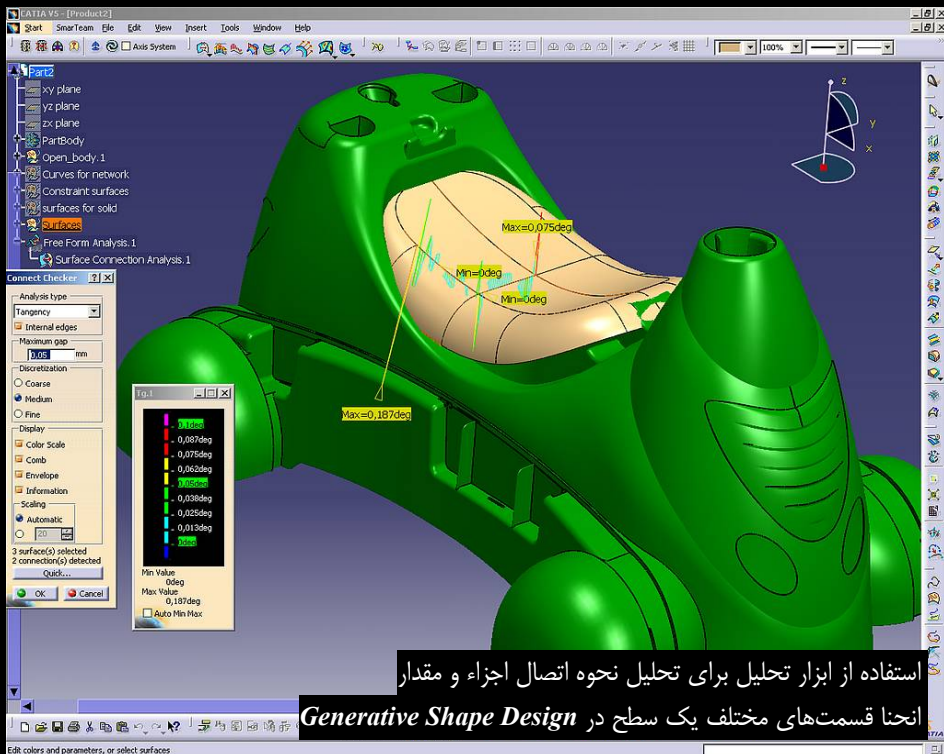 CATIA V5 - [Product2]
Start SmarTeam File Edit View Insert Tools Window Help
Axis System
100%
Part2
xy plane
yz plane
zx plane
PartBody
Open_body.1
Curves for network
Constraint surfaces
surfaces for solid
Surfaces
Free Form Analysis.1
Surface Connection Analysis.1
z
y
x
Max=0,075deg
Min=0deg
Min=0deg
Max=0,187deg
Connect Checker
Analysis type
Tangency
Internal edges
Maximum gap
0,05 mm
Discretization
Coarse
Medium
Fine
Display
Color Scale
Comb
Envelope
Information
Scaling
Automatic
20
3 surface(s) selected
2 connection(s) detected
Quick...
OK Cancel
Tg.1
0,1deg
0,087deg
0,075deg
0,062deg
0,05deg
0,038deg
0,025deg
0,013deg
0deg
Min Value
0deg
Max Value
0,187deg
Auto Min Max
استفاده از ابزار تحلیل برای تحلیل نحوه اتصال اجزاء و مقدار
انحنا قسمت‌های مختلف یک سطح در Generative Shape Design
Edit colors and parameters, or select surfaces